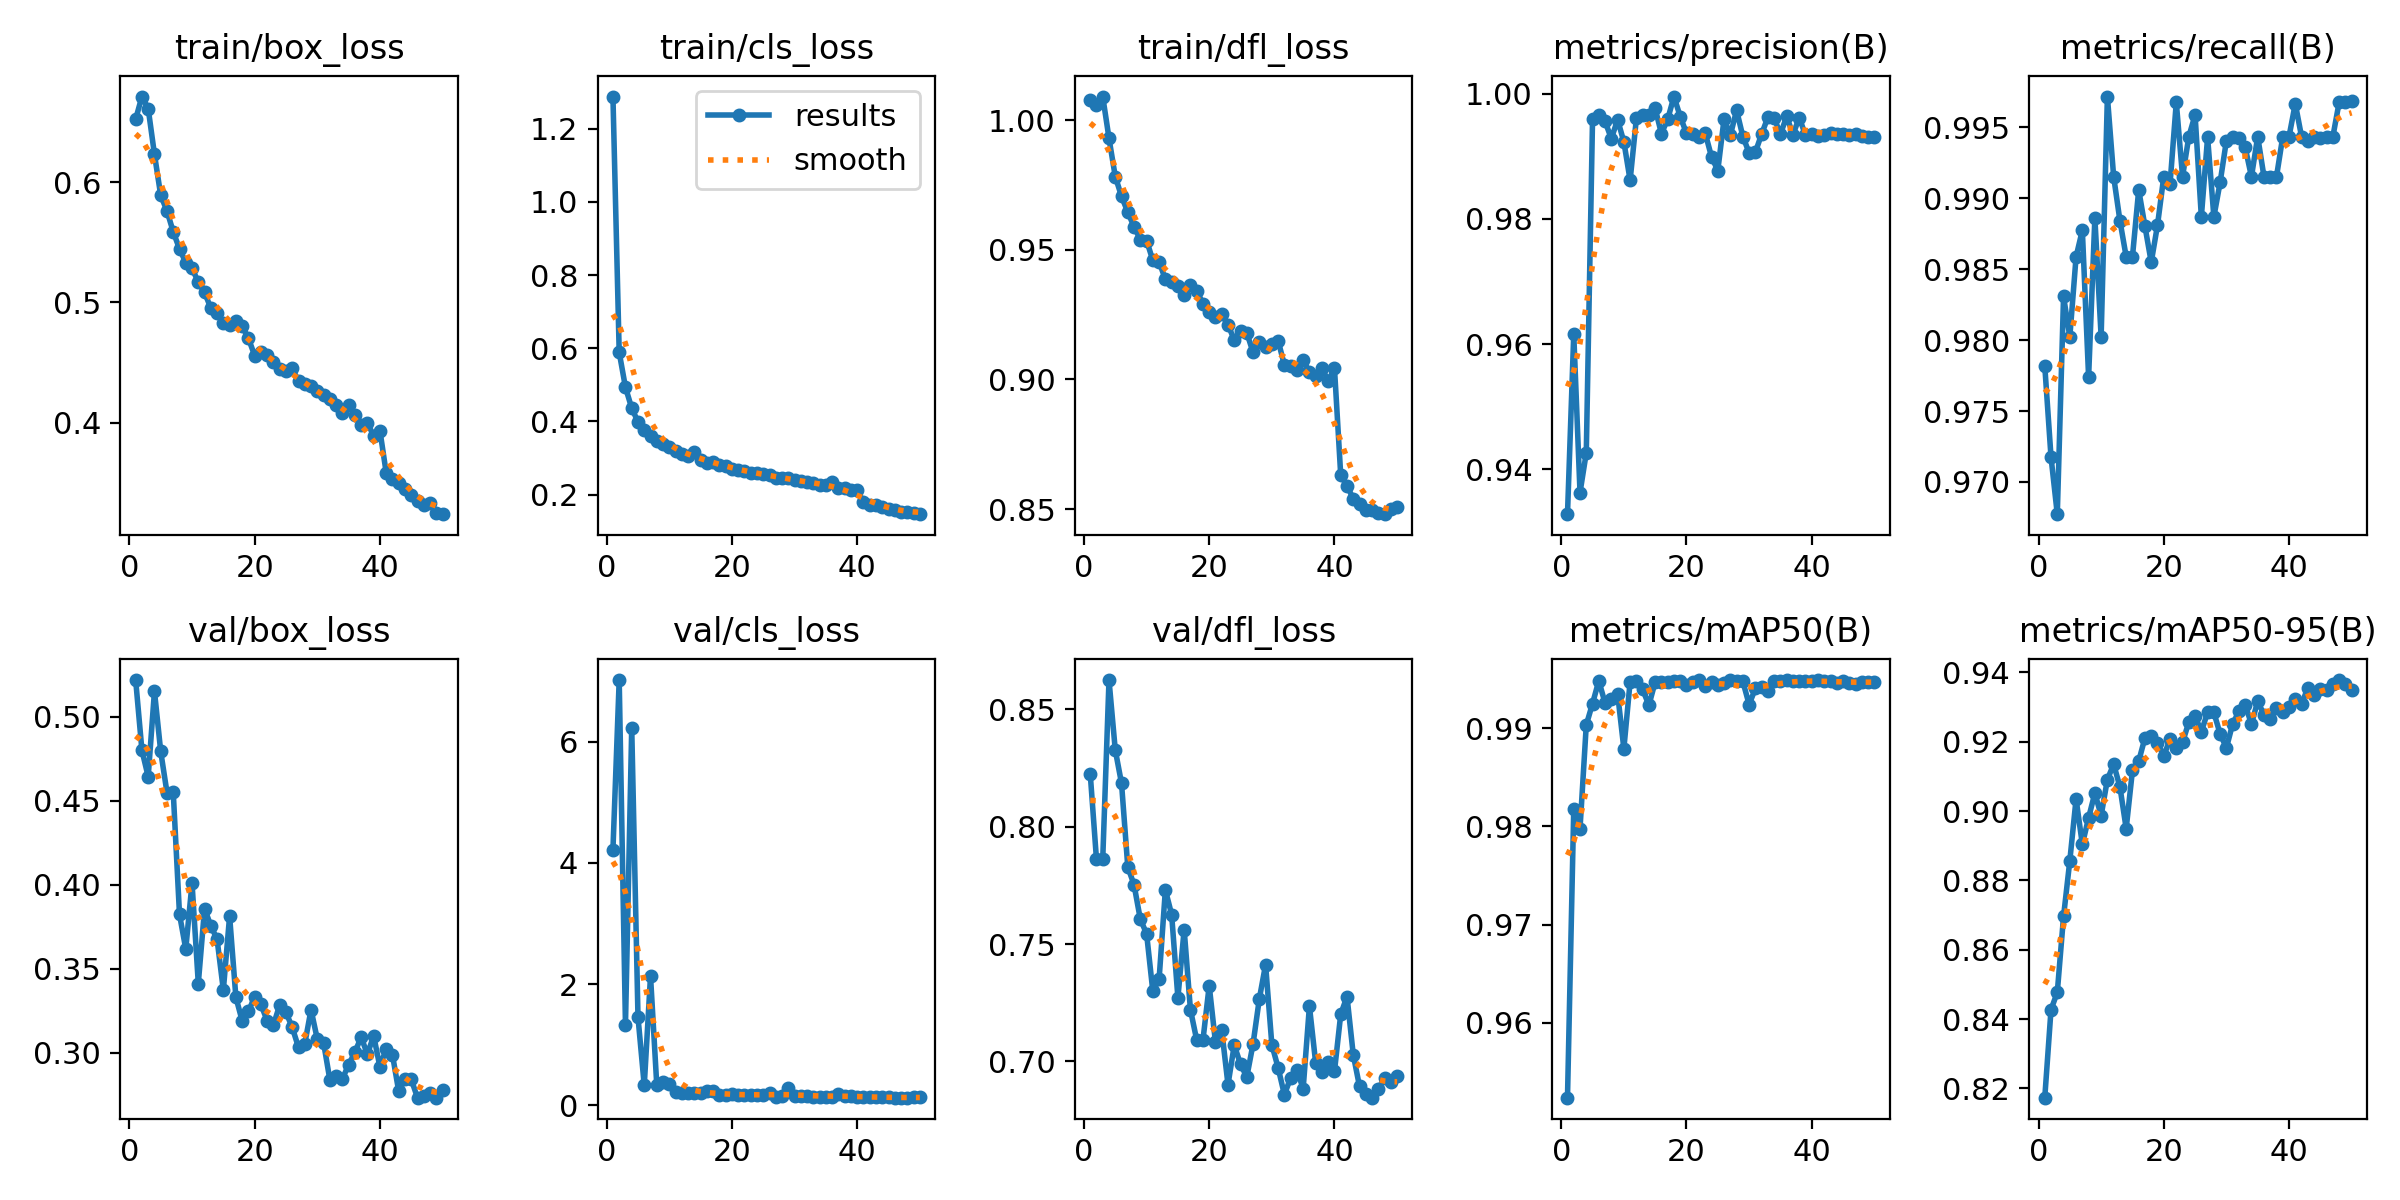 train/box_loss
0.6
0.5
0.4
0 20 40
train/cls_loss
results
smooth
1.2
1.0
0.8
0.6
0.4
0.2
0 20 40
train/dfl_loss
1.00
0.95
0.90
0.85
0 20 40
metrics/precision(B)
1.00
0.98
0.96
0.94
0 20 40
metrics/recall(B)
0.995
0.990
0.985
0.980
0.975
0.970
0 20 40
val/box_loss
0.50
0.45
0.40
0.35
0.30
0 20 40
val/cls_loss
6
4
2
0
0 20 40
val/dfl_loss
0.85
0.80
0.75
0.70
0 20 40
metrics/mAP50(B)
0.99
0.98
0.97
0.96
0 20 40
metrics/mAP50-95(B)
0.94
0.92
0.90
0.88
0.86
0.84
0.82
0 20 40